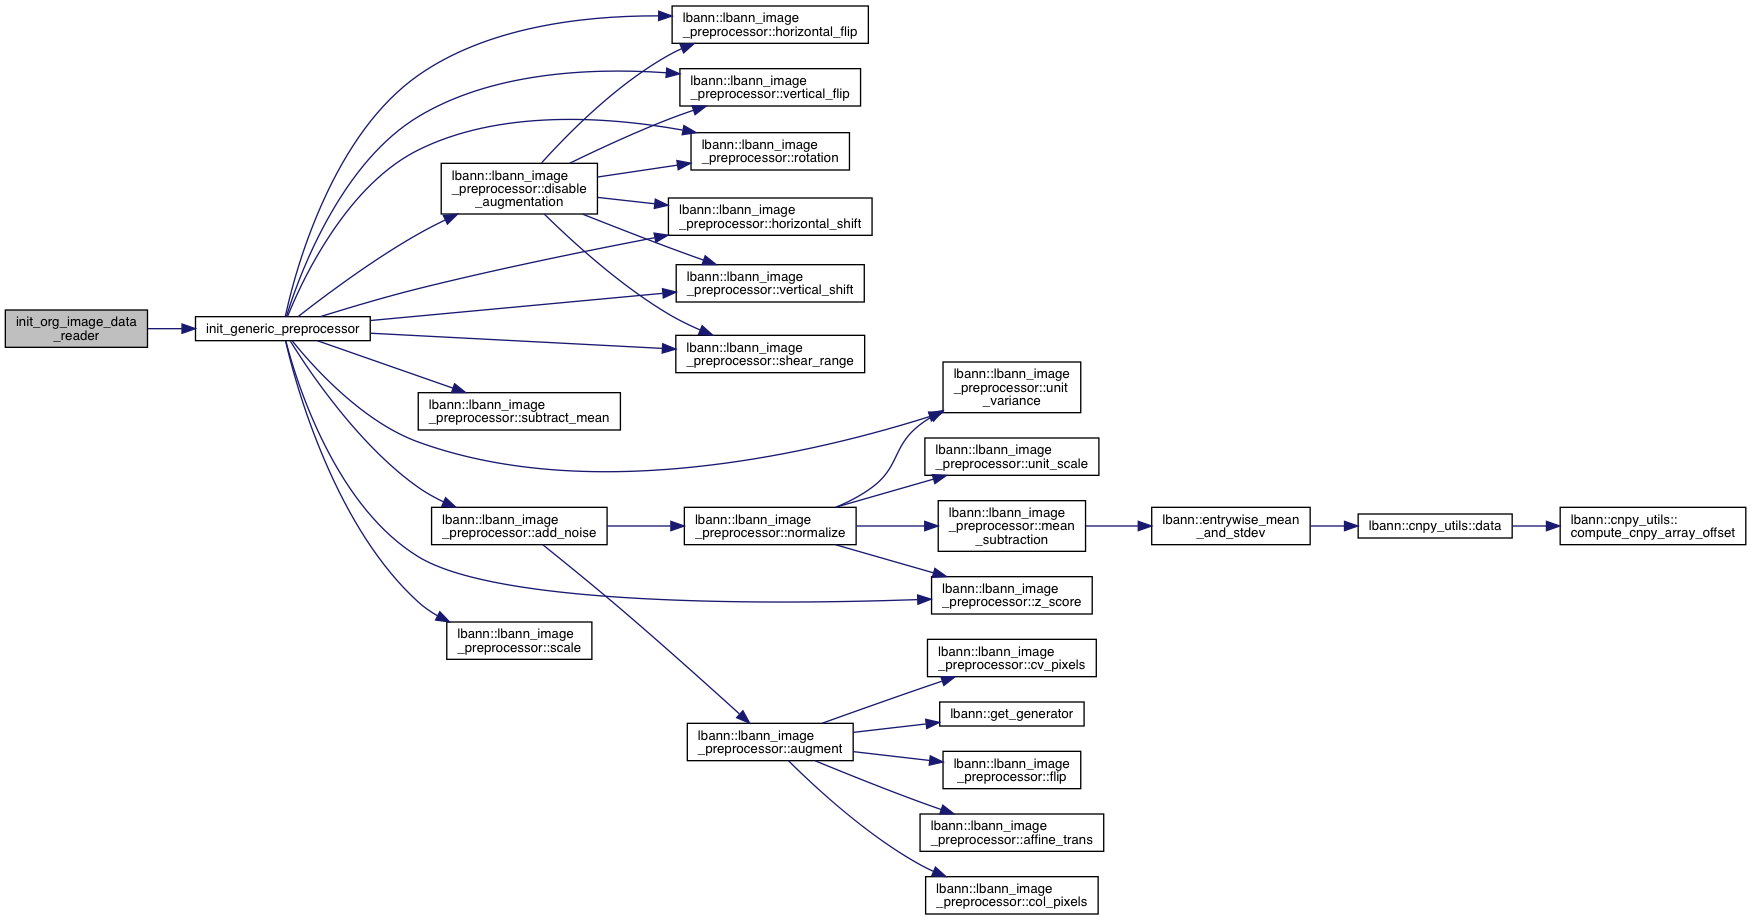 lbann::lbann_image
_preprocessor::horizontal_flip
lbann::lbann_image
_preprocessor::vertical_flip
lbann::lbann_image
_preprocessor::rotation
lbann::lbann_image
_preprocessor::disable
_augmentation
lbann::lbann_image
_preprocessor::horizontal_shift
lbann::lbann_image
_preprocessor::vertical_shift
init_org_image_data
_reader
init_generic_preprocessor
lbann::lbann_image
_preprocessor::shear_range
lbann::lbann_image
_preprocessor::unit
_variance
lbann::lbann_image
_preprocessor::subtract_mean
lbann::lbann_image
_preprocessor::unit_scale
lbann::lbann_image
_preprocessor::add_noise
lbann::lbann_image
_preprocessor::normalize
lbann::lbann_image
_preprocessor::mean
_subtraction
lbann::entrywise_mean
_and_stdev
lbann::cnpy_utils::data
lbann::cnpy_utils::
compute_cnpy_array_offset
lbann::lbann_image
_preprocessor::z_score
lbann::lbann_image
_preprocessor::scale
lbann::lbann_image
_preprocessor::cv_pixels
lbann::get_generator
lbann::lbann_image
_preprocessor::augment
lbann::lbann_image
_preprocessor::flip
lbann::lbann_image
_preprocessor::affine_trans
lbann::lbann_image
_preprocessor::col_pixels